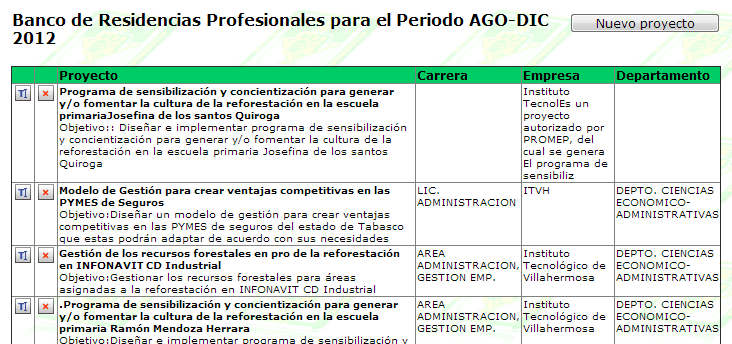 Banco de Residencias Profesionales para el Periodo AGO-DIC
2012
Nuevo proyecto
Proyecto Carrera Empresa Departamento
Programa de sensibilización y concientización para generar
y/o fomentar la cultura de la reforestación en la escuela
primariaJosefina de los santos Quiroga
Objetivo:: Diseñar e implementar programa de sensibilización
y concientización para generar y/o fomentar la cultura de la
reforestación en la escuela primaria Josefina de los santos
Quiroga
Instituto
TecnolEs un
proyecto
autorizado por
PROMEP, del
cual se genera
El programa de
sensibiliz
Modelo de Gestión para crear ventajas competitivas en las
PYMES de Seguros
Objetivo:Diseñar un modelo de gestión para crear ventajas
competitivas en las PYMES de seguros del estado de Tabasco
que estas podrán adaptar de acuerdo con sus necesidades
LIC.
ADMINISTRACION
ITVH
DEPTO. CIENCIAS
ECONOMICO-
ADMINISTRATIVAS
Gestión de los recursos forestales en pro de la reforestación
en INFONAVIT CD Industrial
Objetivo:Gestionar los recursos forestales para áreas
asignadas a la reforestación en INFONAVIT CD Industrial
AREA
ADMINISTRACION,
GESTION EMP.
Instituto
Tecnológico de
Villahermosa
DEPTO. CIENCIAS
ECONOMICO-
ADMINISTRATIVAS
.Programa de sensibilización y concientización para generar
y/o fomentar la cultura de la reforestación en la escuela
primaria Ramón Mendoza Herrara
Objetivo:Diseñar e implementar programa de sensibilización y
AREA
ADMINISTRACION,
GESTION EMP.
Instituto
Tecnológico de
Villahermosa
DEPTO. CIENCIAS
ECONOMICO-
ADMINISTRATIVAS